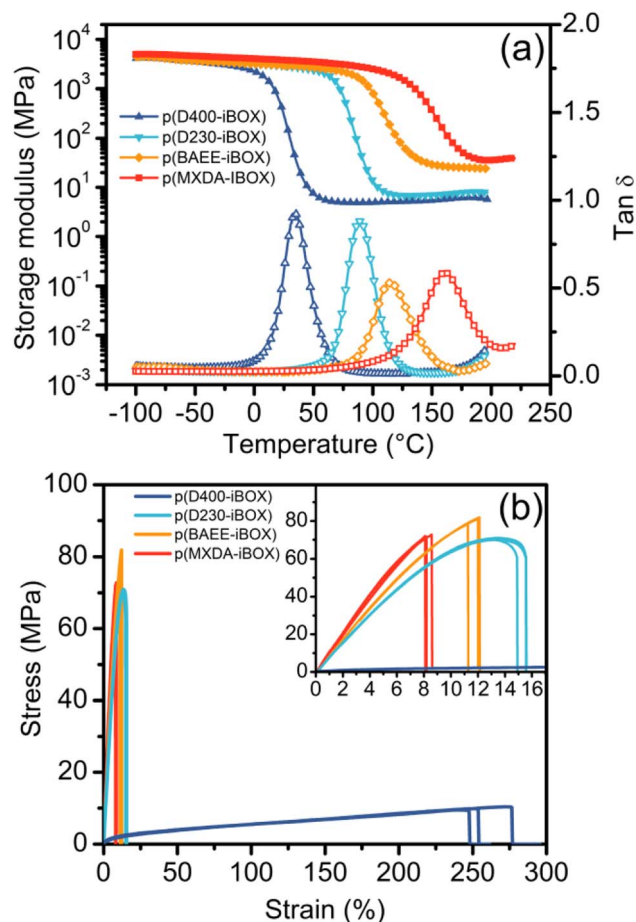 (a)
Storage modulus (MPa)
10⁴
10³
10²
10¹
10⁰
10⁻¹
10⁻²
10⁻³
p(D400-iBOX)
p(D230-iBOX)
p(BAEE-iBOX)
p(MXDA-IBOX)
2.0
1.5
1.0
0.5
0.0
Tan δ
-100 -50 0 50 100 150 200 250
Temperature (°C)
(b)
Stress (MPa)
100
80
60
40
20
0
p(D400-iBOX)
p(D230-iBOX)
p(BAEE-iBOX)
p(MXDA-iBOX)
80
60
40
20
0
0 2 4 6 8 10 12 14 16
0 50 100 150 200 250 300
Strain (%)